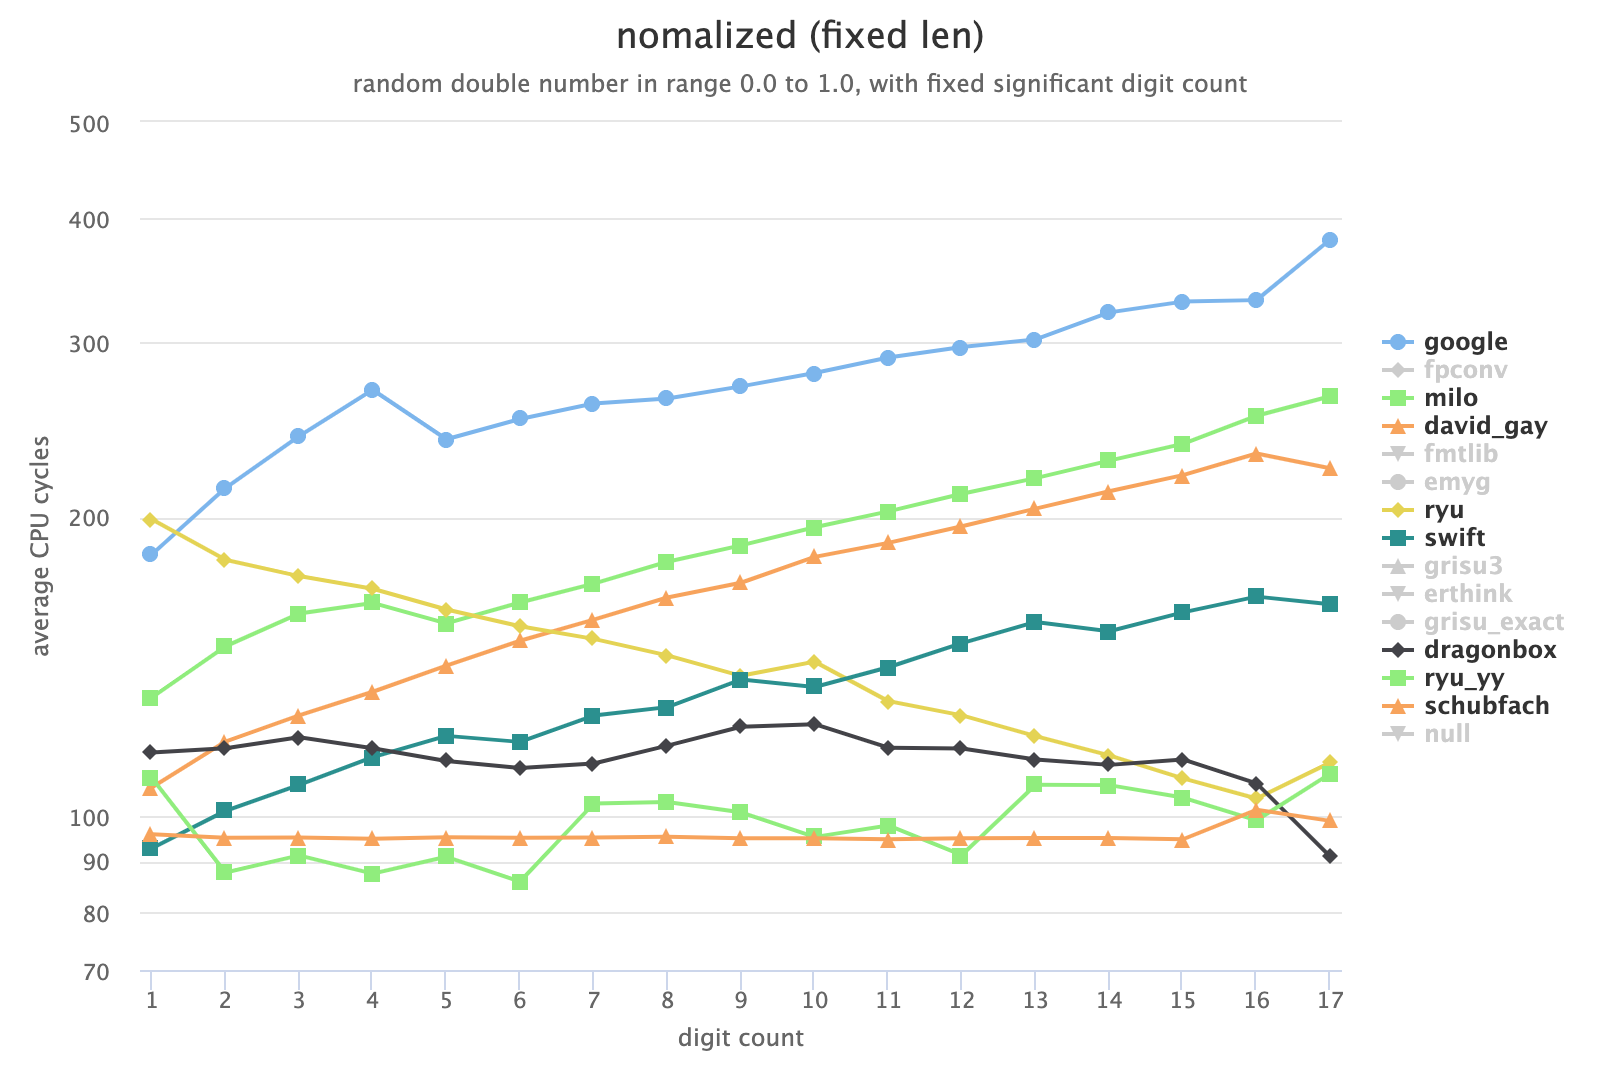 nomalized (fixed len)
random double number in range 0.0 to 1.0, with fixed significant digit count
average CPU cycles
500
400
300
200
100
90
80
70
1 2 3 4 5 6 7 8 9 10 11 12 13 14 15 16 17
digit count
google
fpconv
milo
david_gay
fmtlib
emyg
ryu
swift
grisu3
erthink
grisu_exact
dragonbox
ryu_yy
schubfach
null